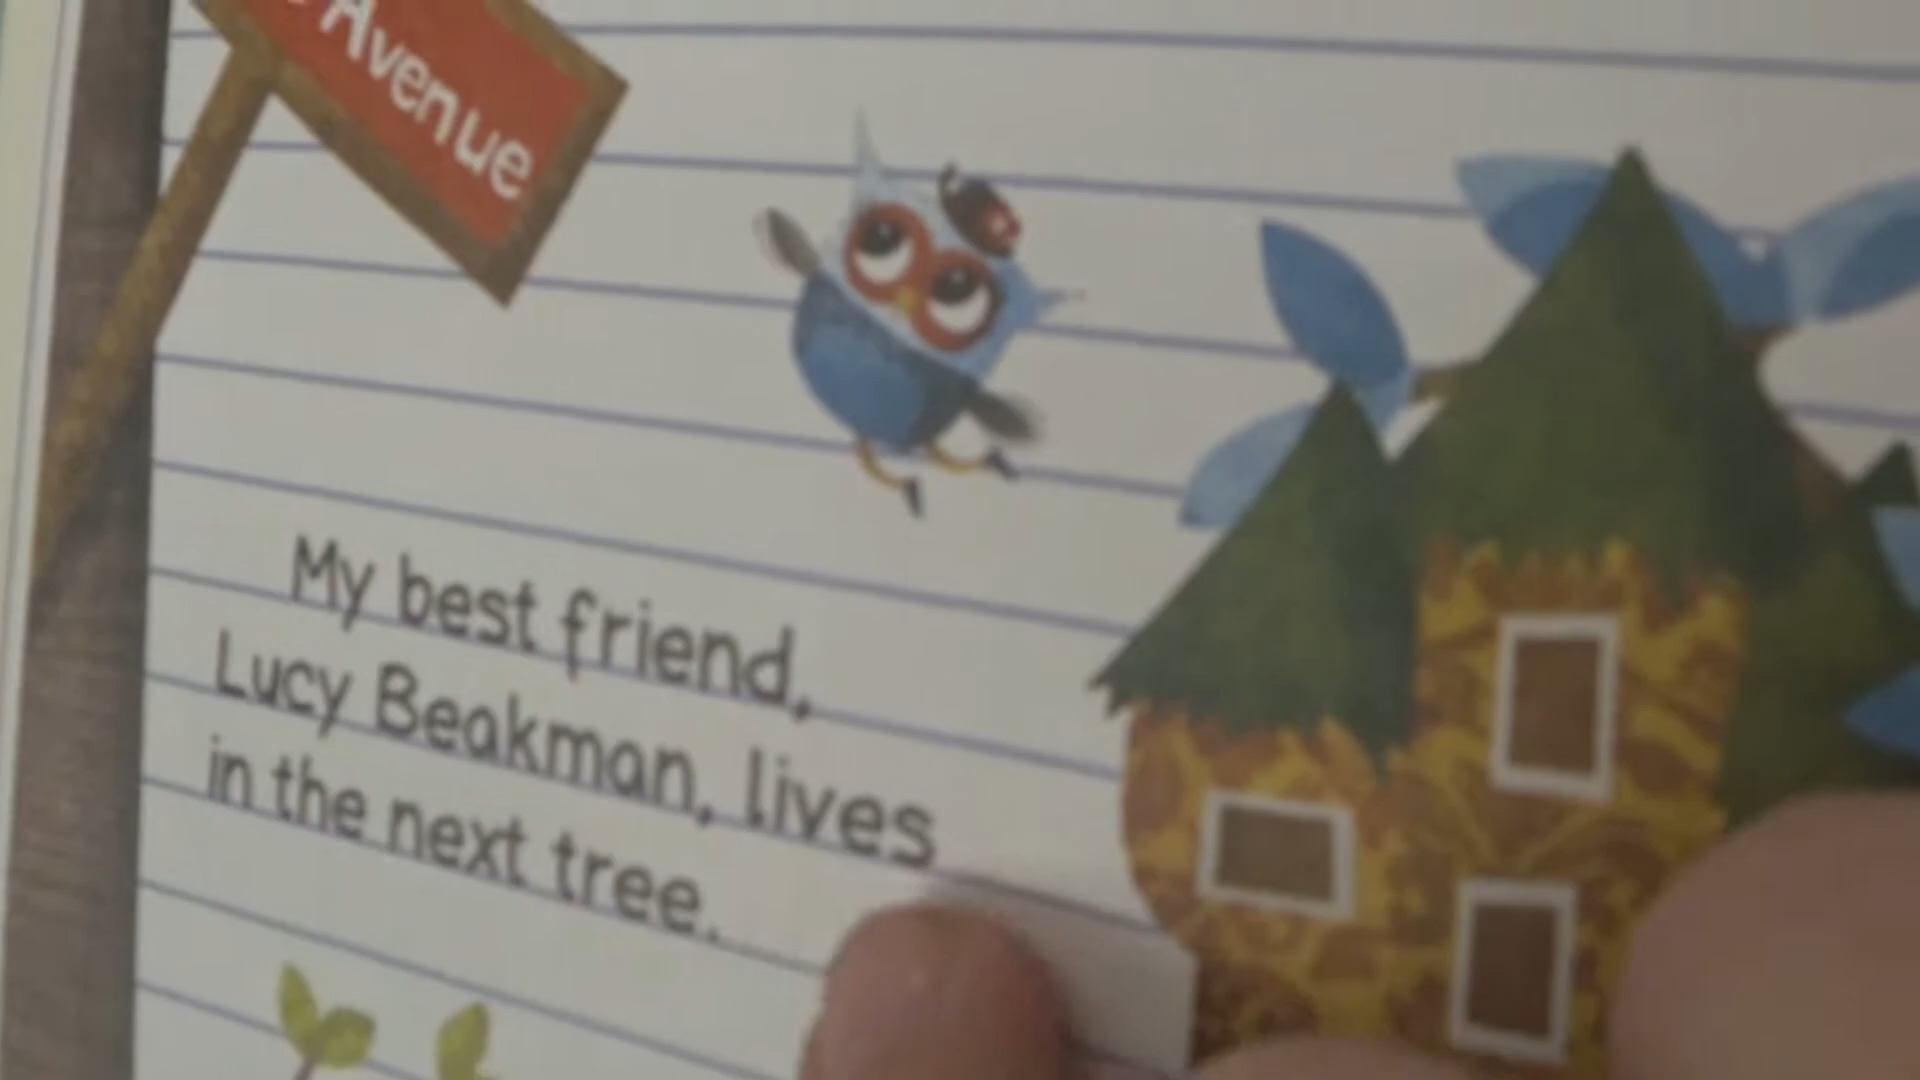 Avenue
My best friend,
Lucy Beakman, lives
in the next tree.